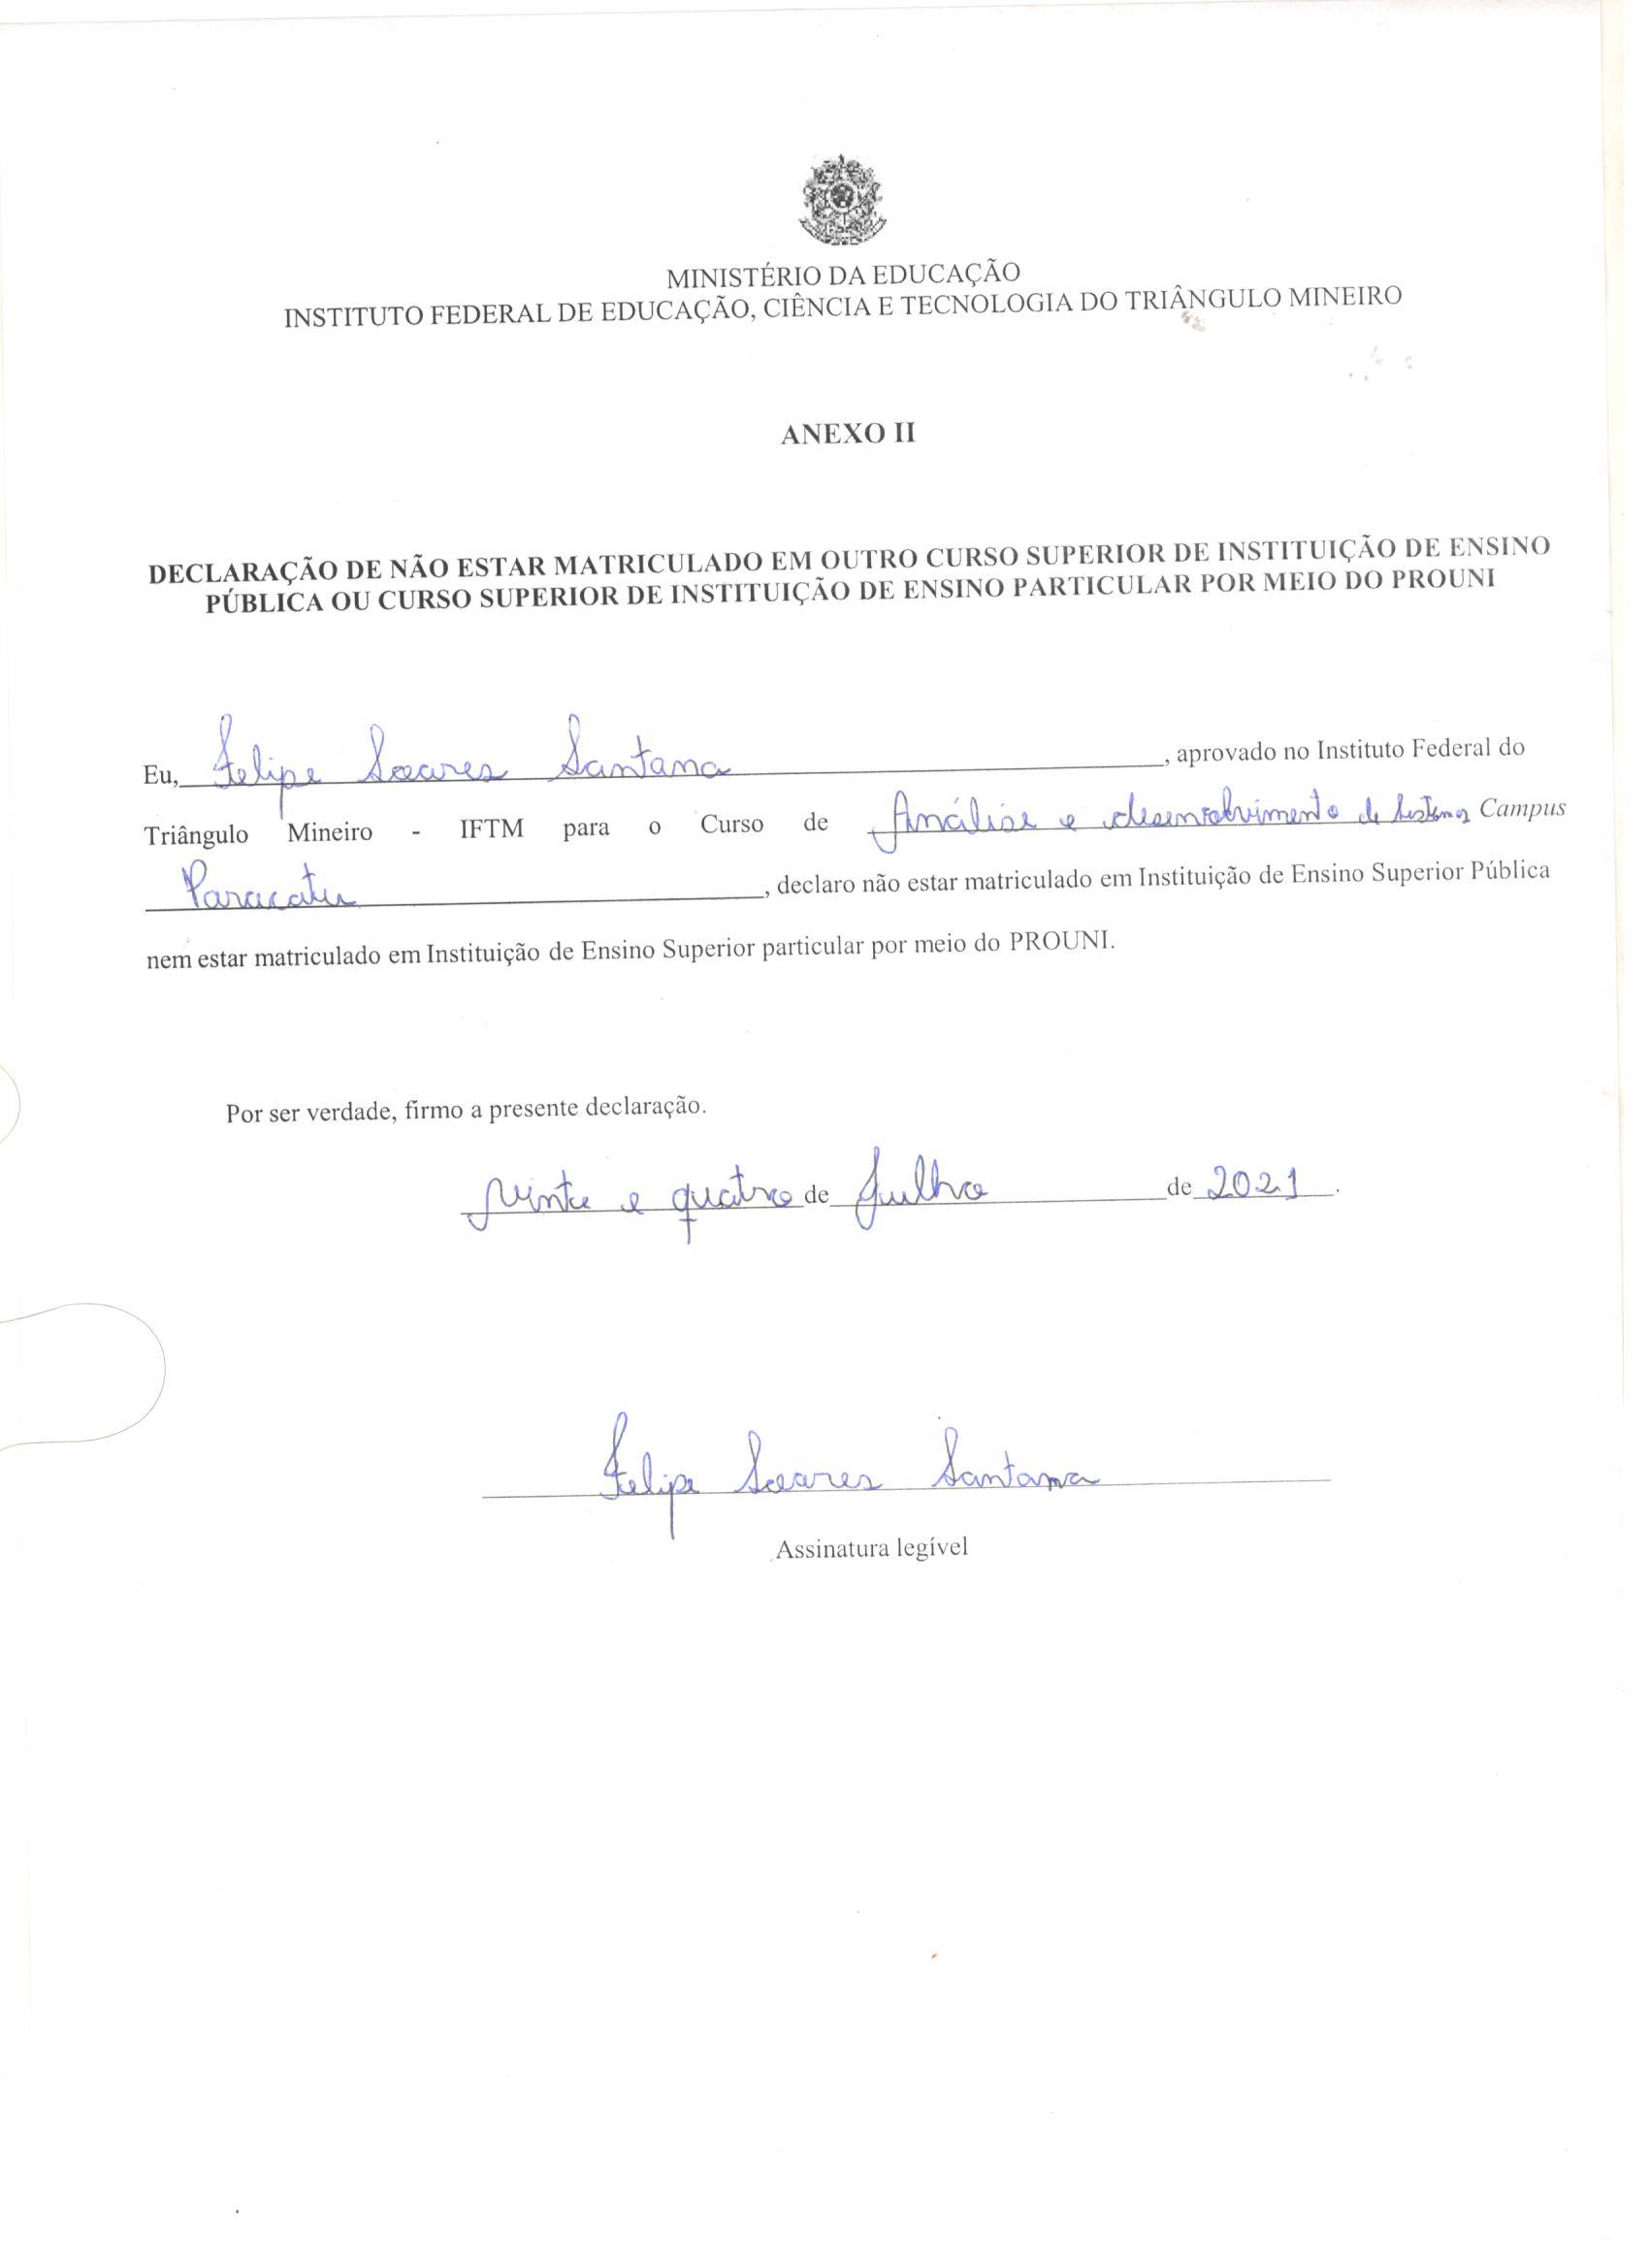 MINISTÉRIO DA EDUCAÇÃO
INSTITUTO FEDERAL DE EDUCAÇÃO, CIÊNCIA E TECNOLOGIA DO TRIÂNGULO MINEIRO
ANEXO II
DECLARAÇÃO DE NÃO ESTAR MATRICULADO EM OUTRO CURSO SUPERIOR DE INSTITUIÇÃO DE ENSINO
PÚBLICA OU CURSO SUPERIOR DE INSTITUIÇÃO DE ENSINO PARTICULAR POR MEIO DO PROUNI
Eu, Felipe Soares Santana, aprovado no Instituto Federal do
Triângulo Mineiro - IFTM para o Curso de Análise e desenvolvimento de Sistemas Campus
Paracatu, declaro não estar matriculado em Instituição de Ensino Superior Pública
nem estar matriculado em Instituição de Ensino Superior particular por meio do PROUNI.
Por ser verdade, firmo a presente declaração.
Vinte e quatro de Julho de 2021.
Felipe Soares Santana
Assinatura legível